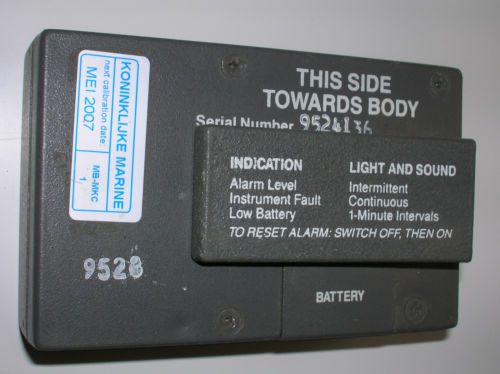 KONINKLIJKE MARINE
next calibration date:
MEI 2007
MB-MKC
1
THIS SIDE
TOWARDS BODY
Serial Number 9524136
INDICATION LIGHT AND SOUND
Alarm Level Intermittent
Instrument Fault Continuous
Low Battery 1-Minute Intervals
TO RESET ALARM: SWITCH OFF, THEN ON
9528
BATTERY